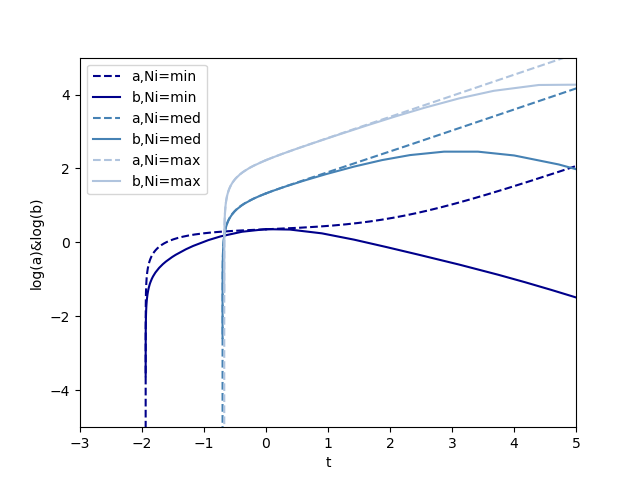 a,Ni=min
b,Ni=min
a,Ni=med
b,Ni=med
a,Ni=max
b,Ni=max
4
2
0
−2
−4
log(a)&log(b)
−3 −2 −1 0 1 2 3 4 5
t